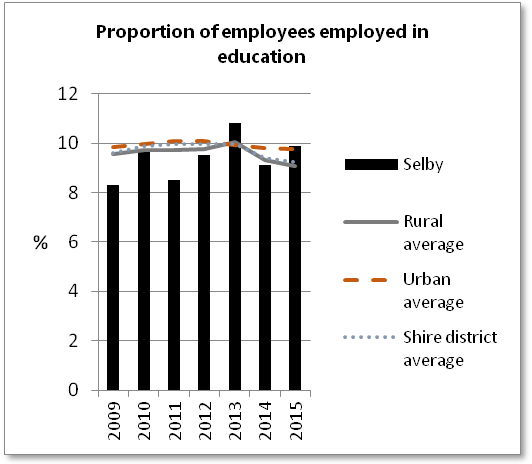 Proportion of employees employed in
education
12
10
8
6
4
2
0
%
2009
2010
2011
2012
2013
2014
2015
Selby
Rural
average
Urban
average
Shire district
average